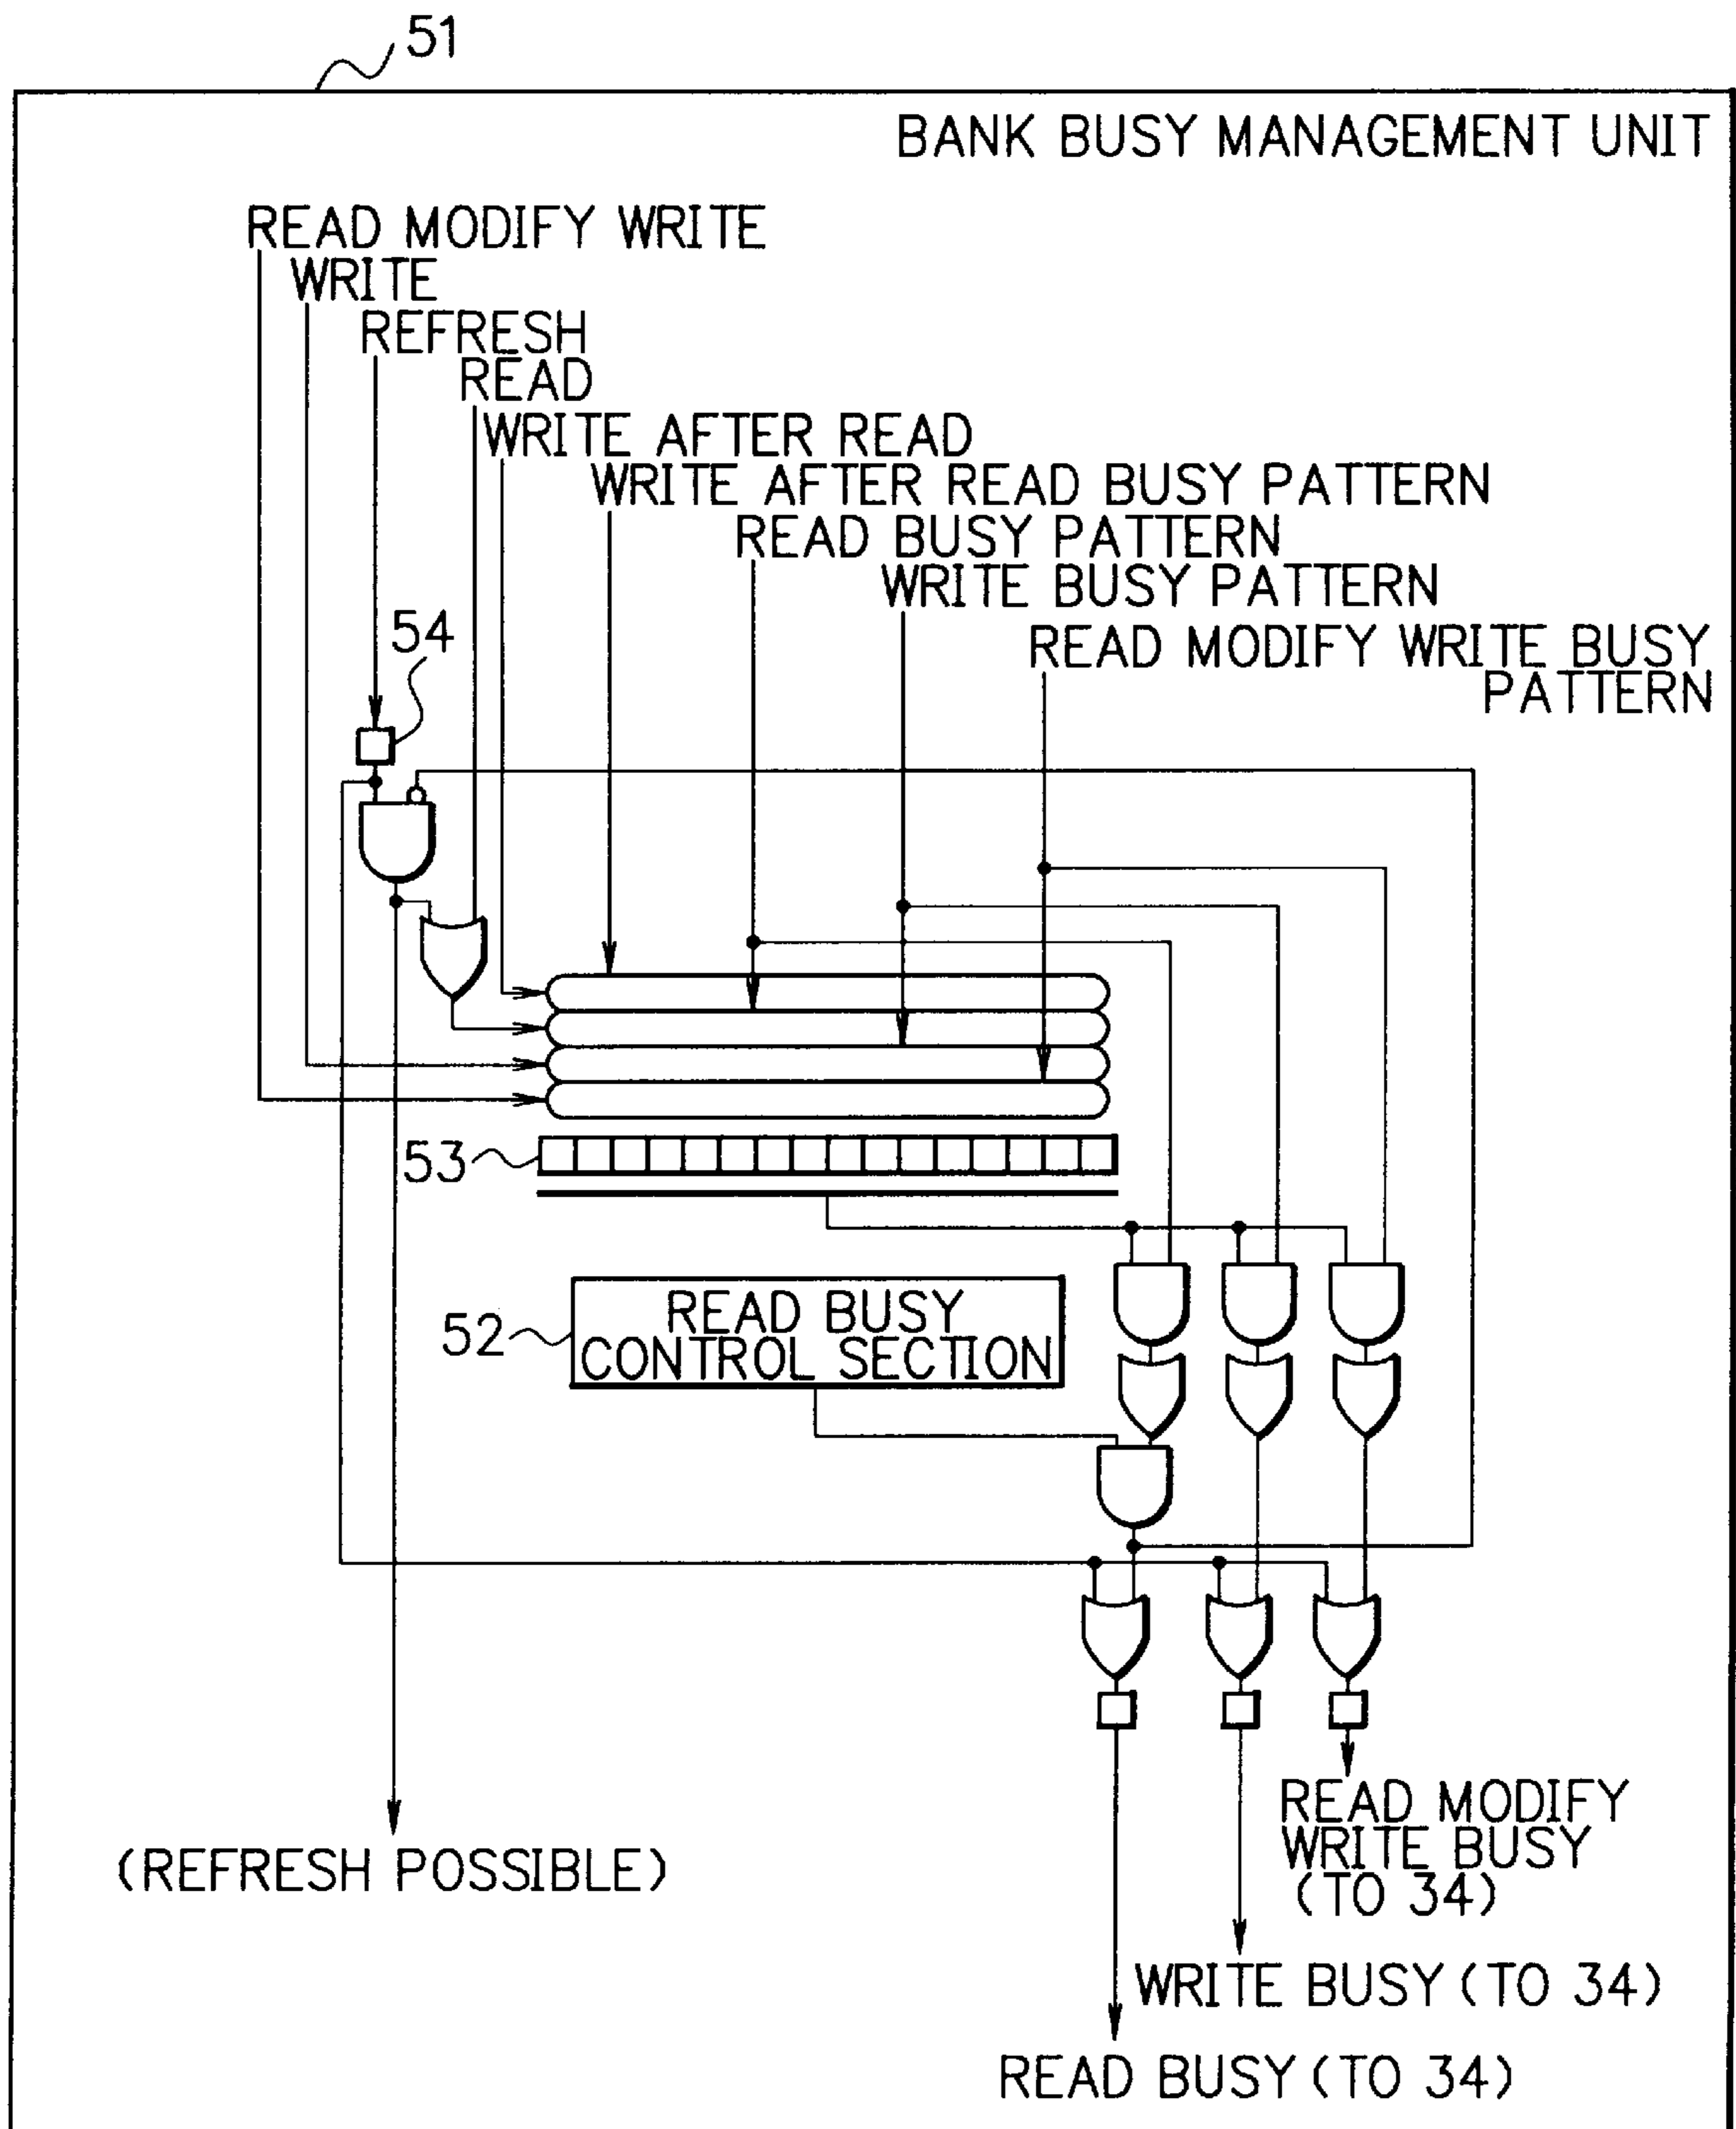 51
BANK BUSY MANAGEMENT UNIT
READ MODIFY WRITE
WRITE
REFRESH
READ
WRITE AFTER READ
WRITE AFTER READ BUSY PATTERN
READ BUSY PATTERN
WRITE BUSY PATTERN
54
READ MODIFY WRITE BUSY
PATTERN
53
52
READ BUSY
CONTROL SECTION
READ MODIFY
WRITE BUSY
(TO 34)
(REFRESH POSSIBLE)
WRITE BUSY (TO 34)
READ BUSY (TO 34)